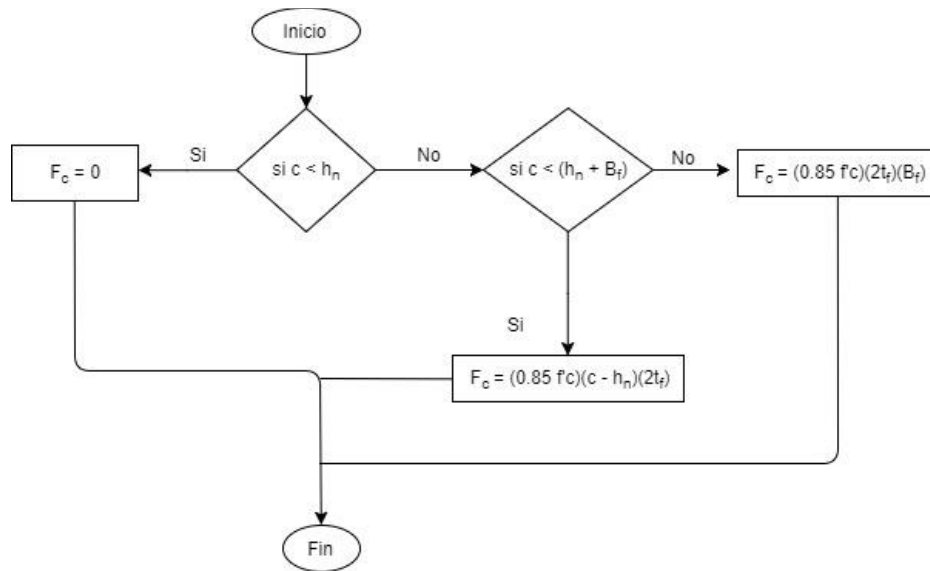 Inicio
si c < hn
Si
No
Fc = 0
si c < (hn + Bf)
No
Fc = (0.85 f'c)(2tf)(Bf)
Si
Fc = (0.85 f'c)(c - hn)(2tf)
Fin